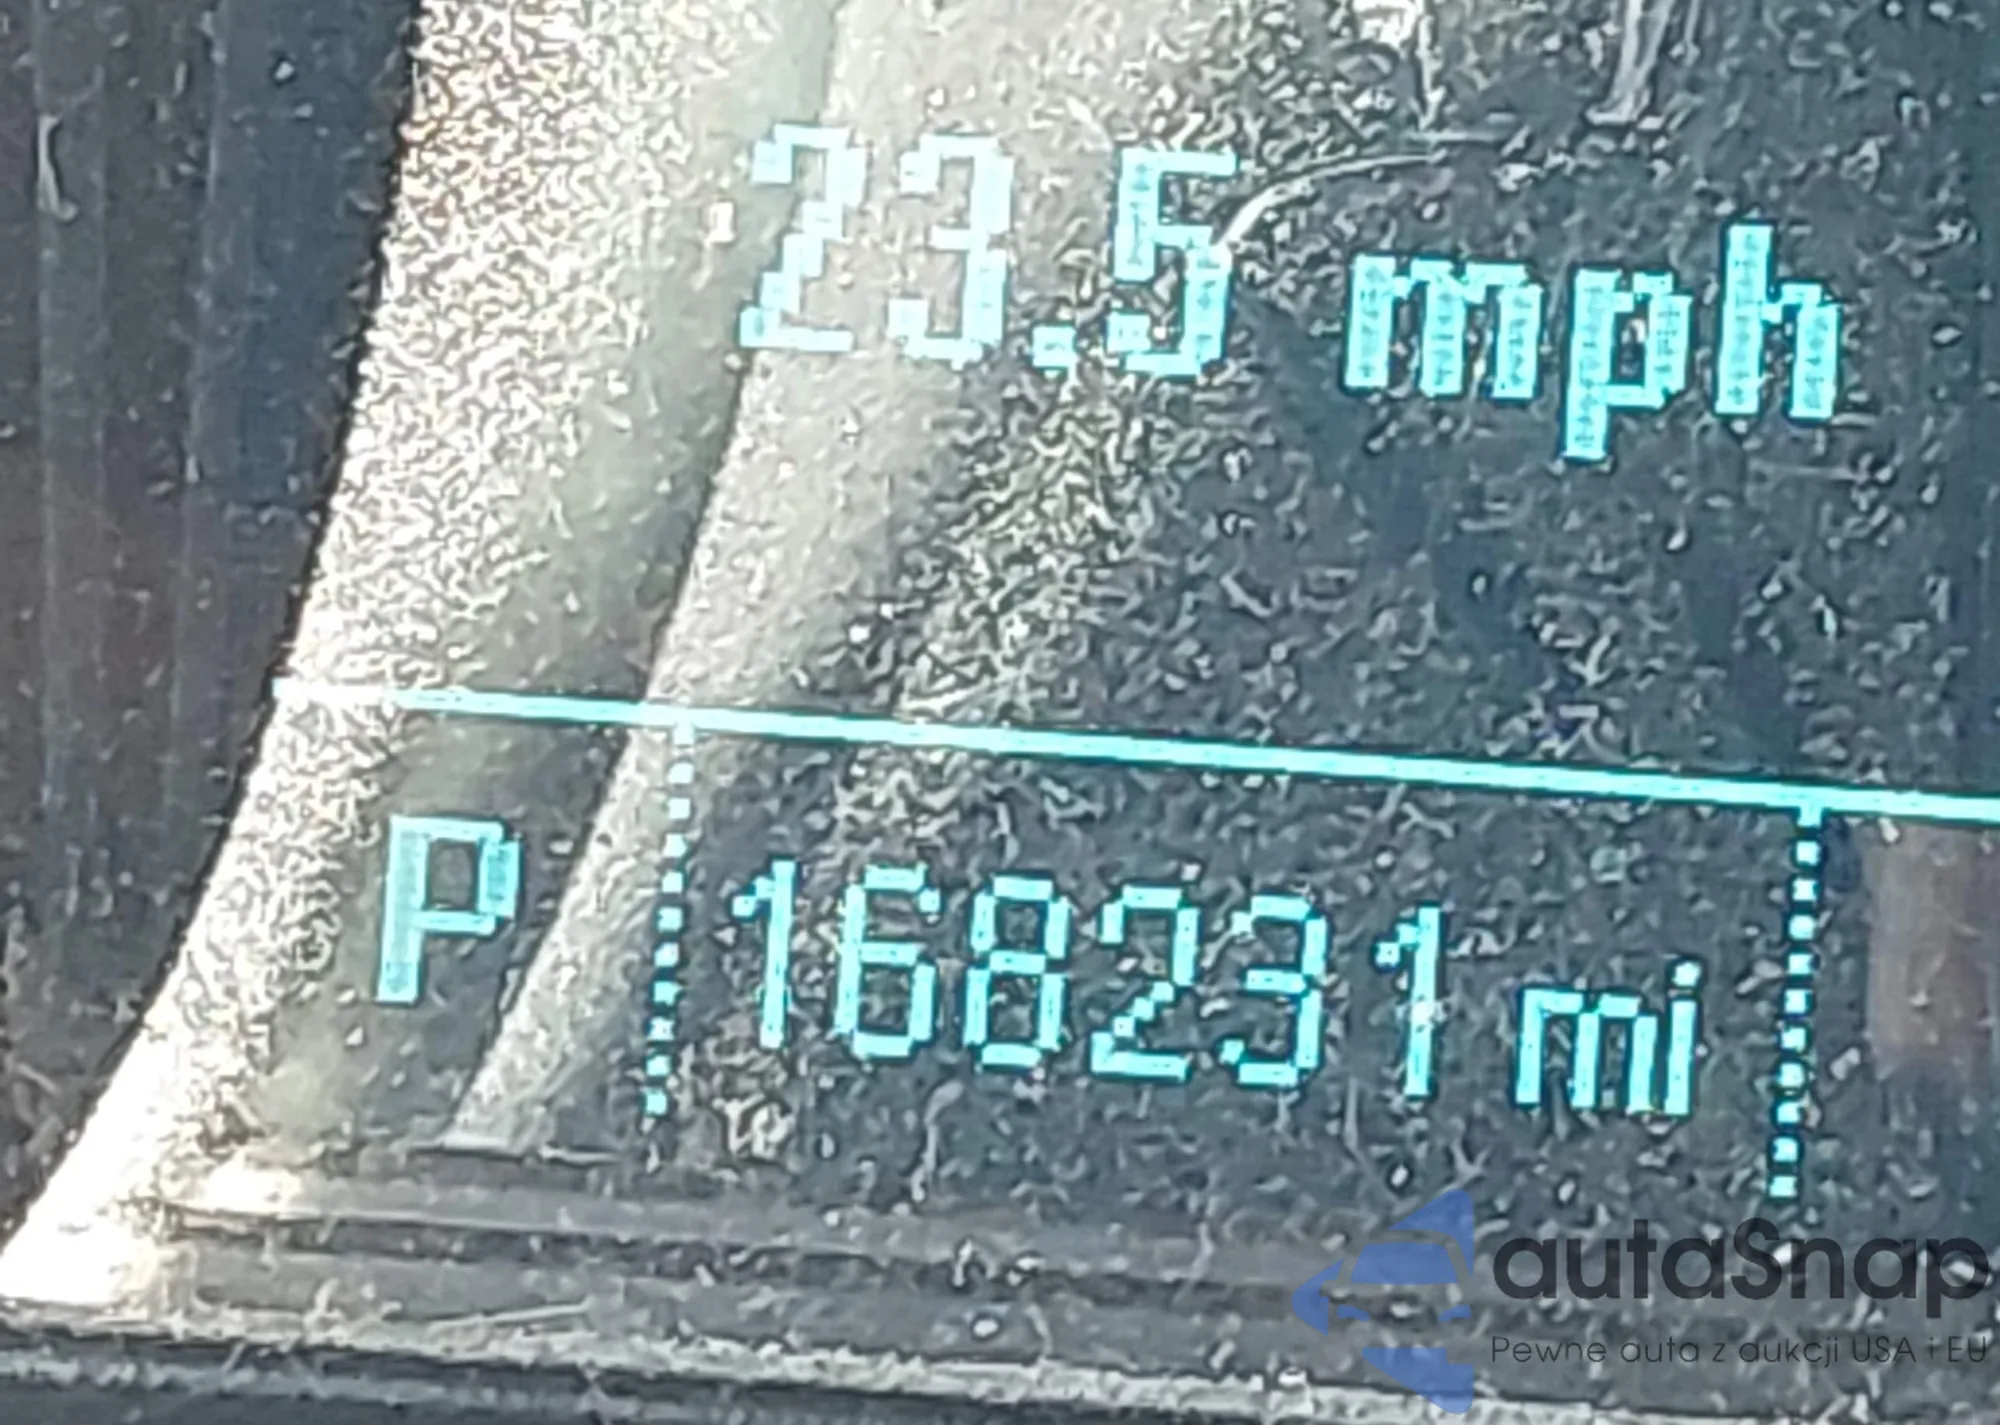 23.5 mph
P 168231 mi
autaSnap
Pewne auta z aukcji USA i EU